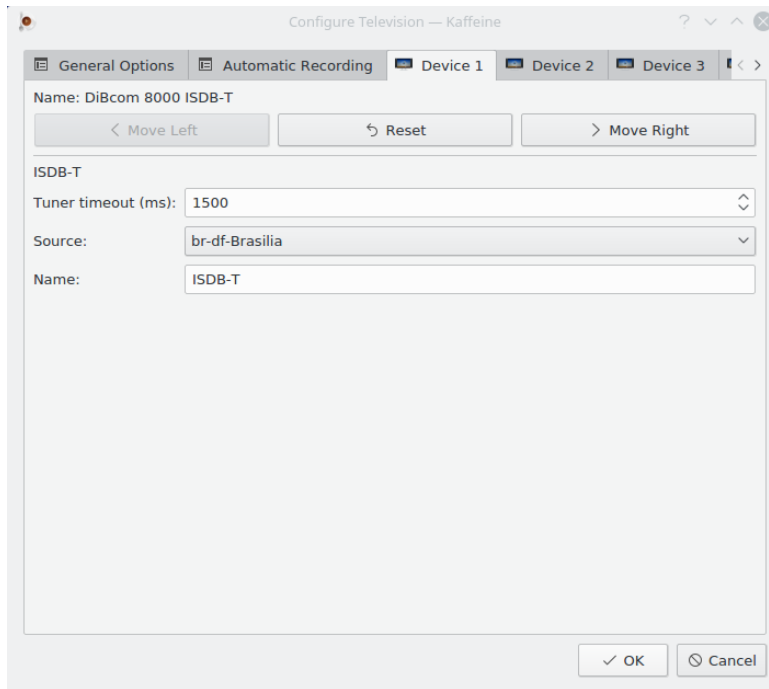 Configure Television — Kaffeine
General Options Automatic Recording Device 1 Device 2 Device 3
Name: DiBcom 8000 ISDB-T
Move Left Reset Move Right
ISDB-T
Tuner timeout (ms): 1500
Source: br-df-Brasilia
Name: ISDB-T
OK Cancel